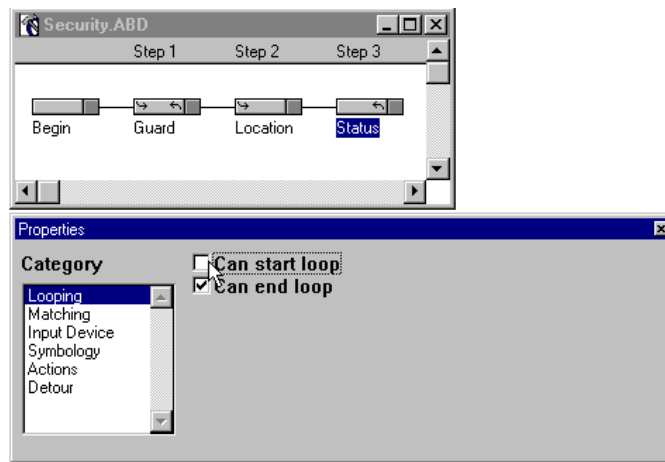 Security.ABD
Step 1 Step 2 Step 3
Begin Guard Location Status
Properties
Category
Can start loop
Can end loop
Looping
Matching
Input Device
Symbology
Actions
Detour